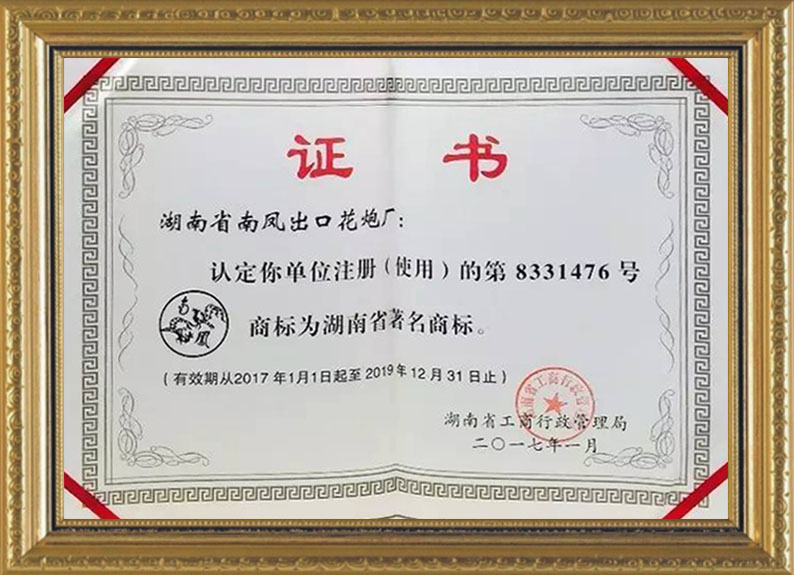 证 书
湖南省南凤出口花炮厂:
认定你单位注册(使用)的第 8331476 号
南凤
商标为湖南省著名商标。
(有效期从2017年1月1日起至2019年12月31日止)
湖南省工商行政管理局
二〇一七年一月